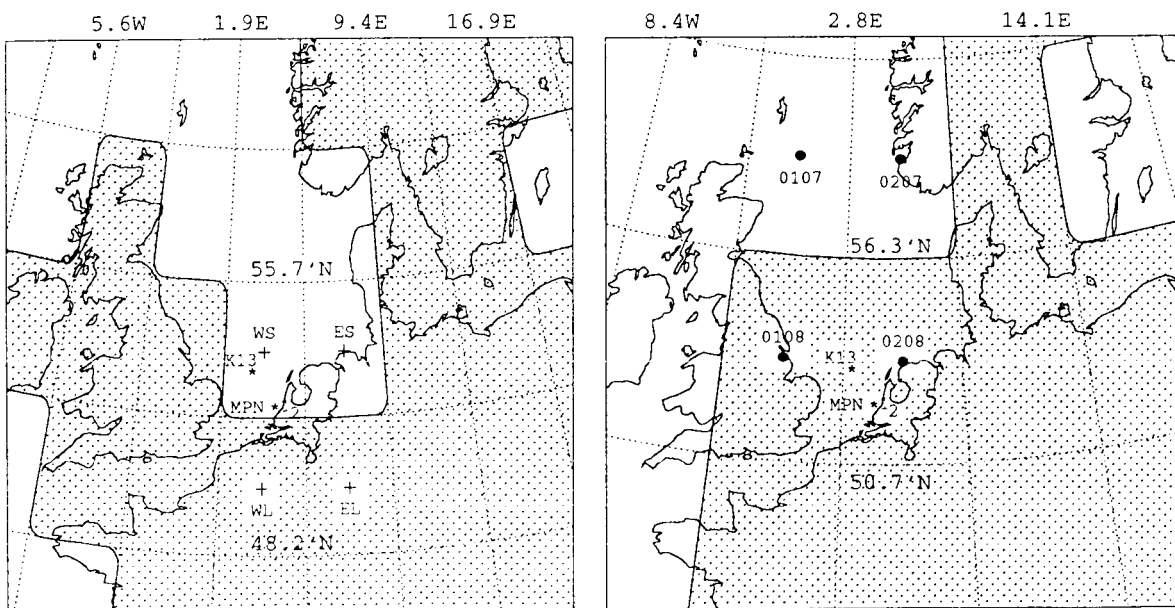 5.6W 1.9E 9.4E 16.9E
55.7'N
WS ES
K13
MPN
-2
WL EL
48.2'N
8.4W 2.8E 14.1E
0107 0207
56.3'N
0108 0208
K13
MPN
-2
50.7'N